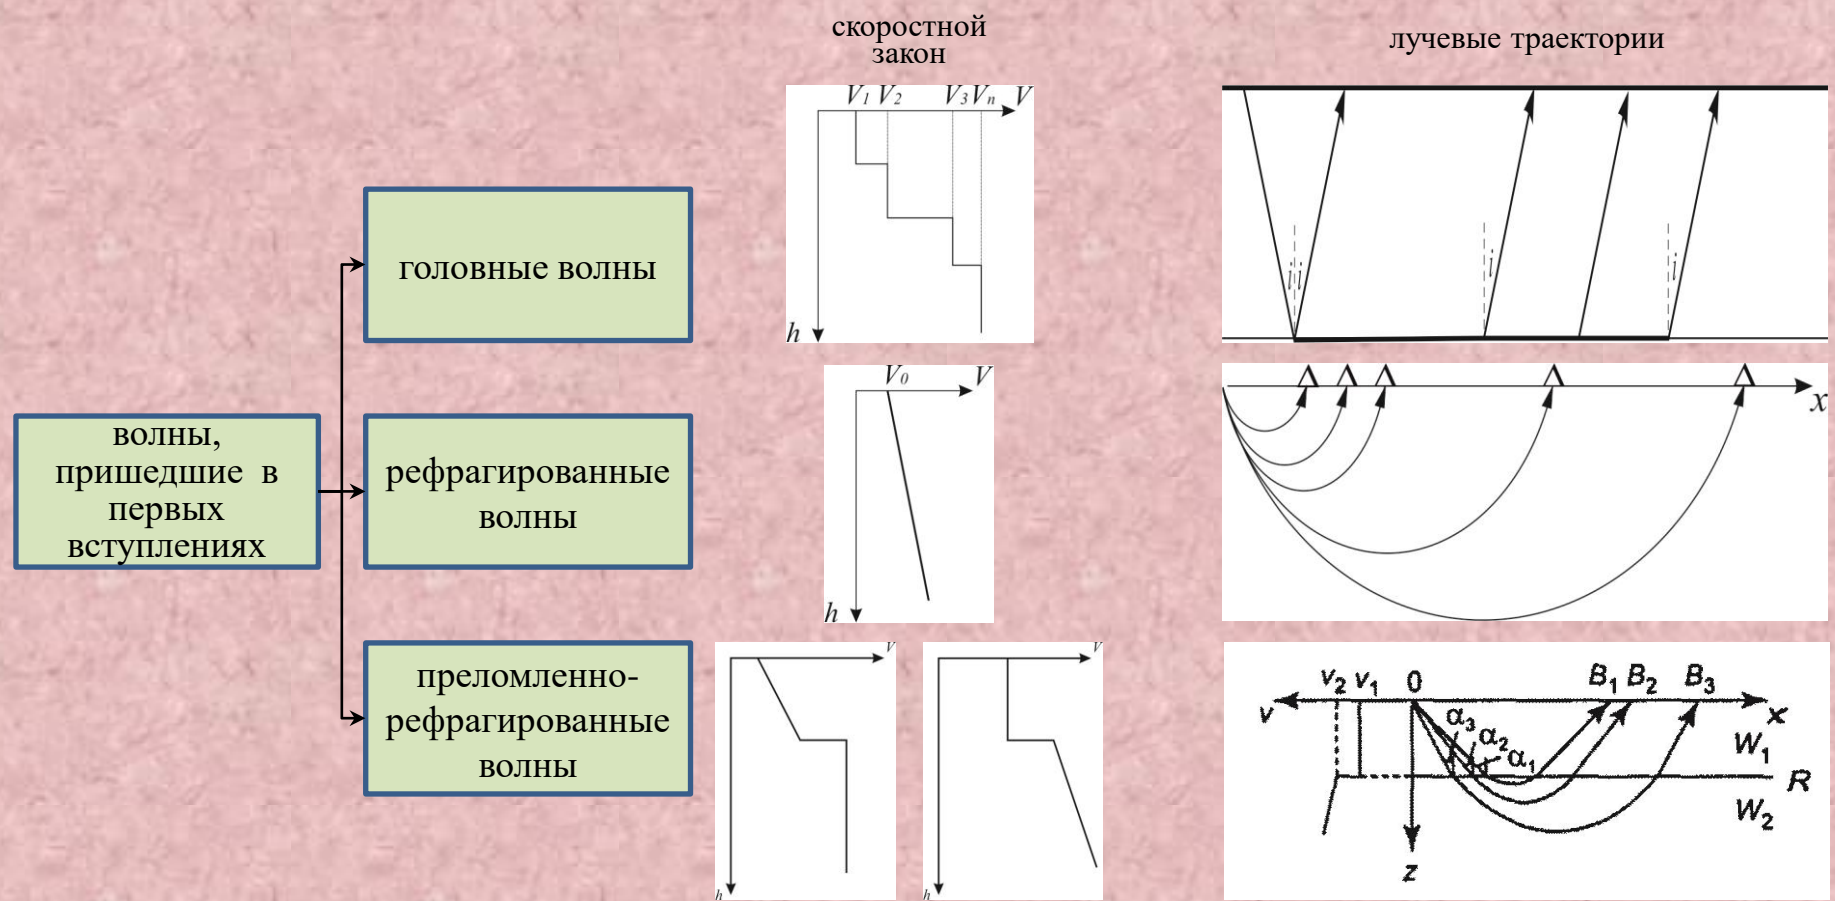 скоростной
закон
лучевые траектории
V1 V2 V3 Vn V
h
i i i i
головные волны
V0 V
h
x
волны,
пришедшие в
первых
вступлениях
рефрагированные
волны
преломленно-
рефрагированные
волны
V
h
V
h
v2 v1 0 B1 B2 B3
v x
α3 α2 α1
W1
R
W2
z